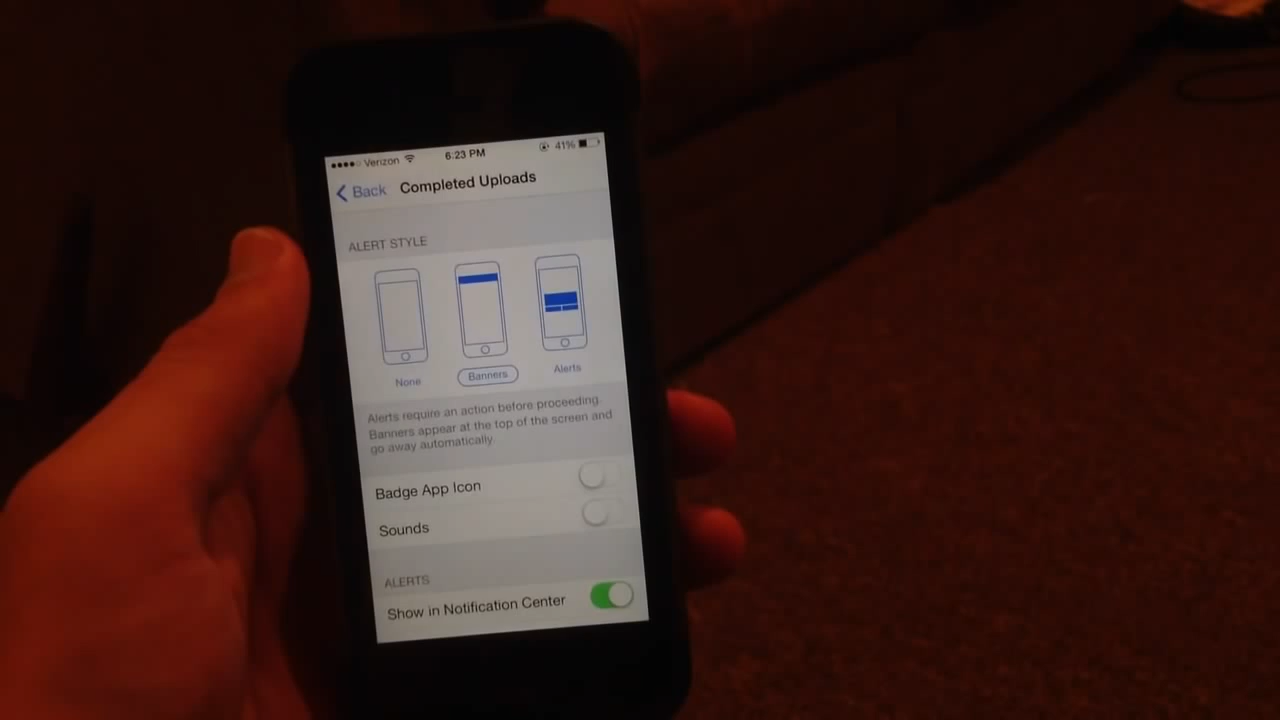 Verizon 6:23 PM 41%
Back Completed Uploads
ALERT STYLE
None Banners Alerts
Alerts require an action before proceeding.
Banners appear at the top of the screen and
go away automatically.
Badge App Icon
Sounds
ALERTS
Show in Notification Center